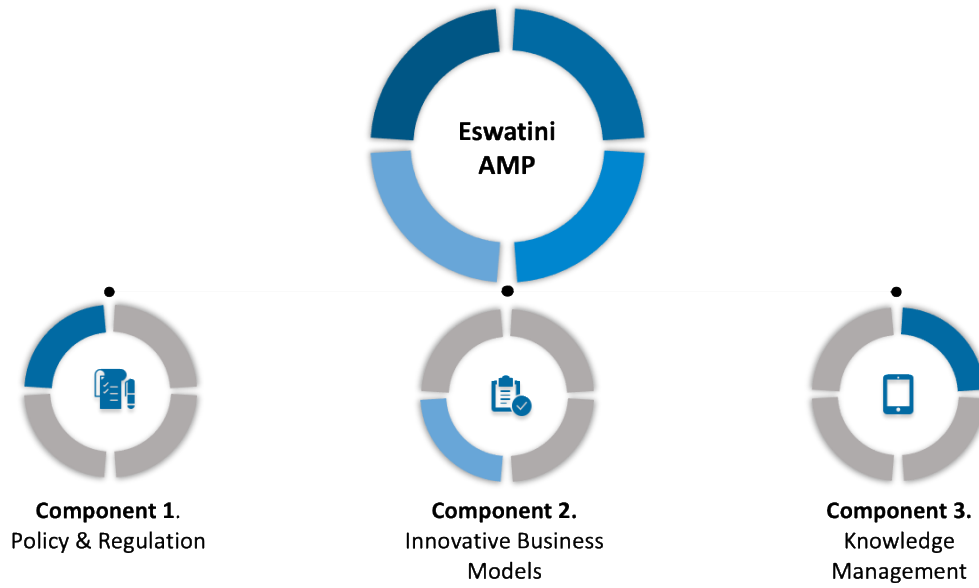 Eswatini
AMP
Component 1.
Policy & Regulation
Component 2.
Innovative Business
Models
Component 3.
Knowledge
Management